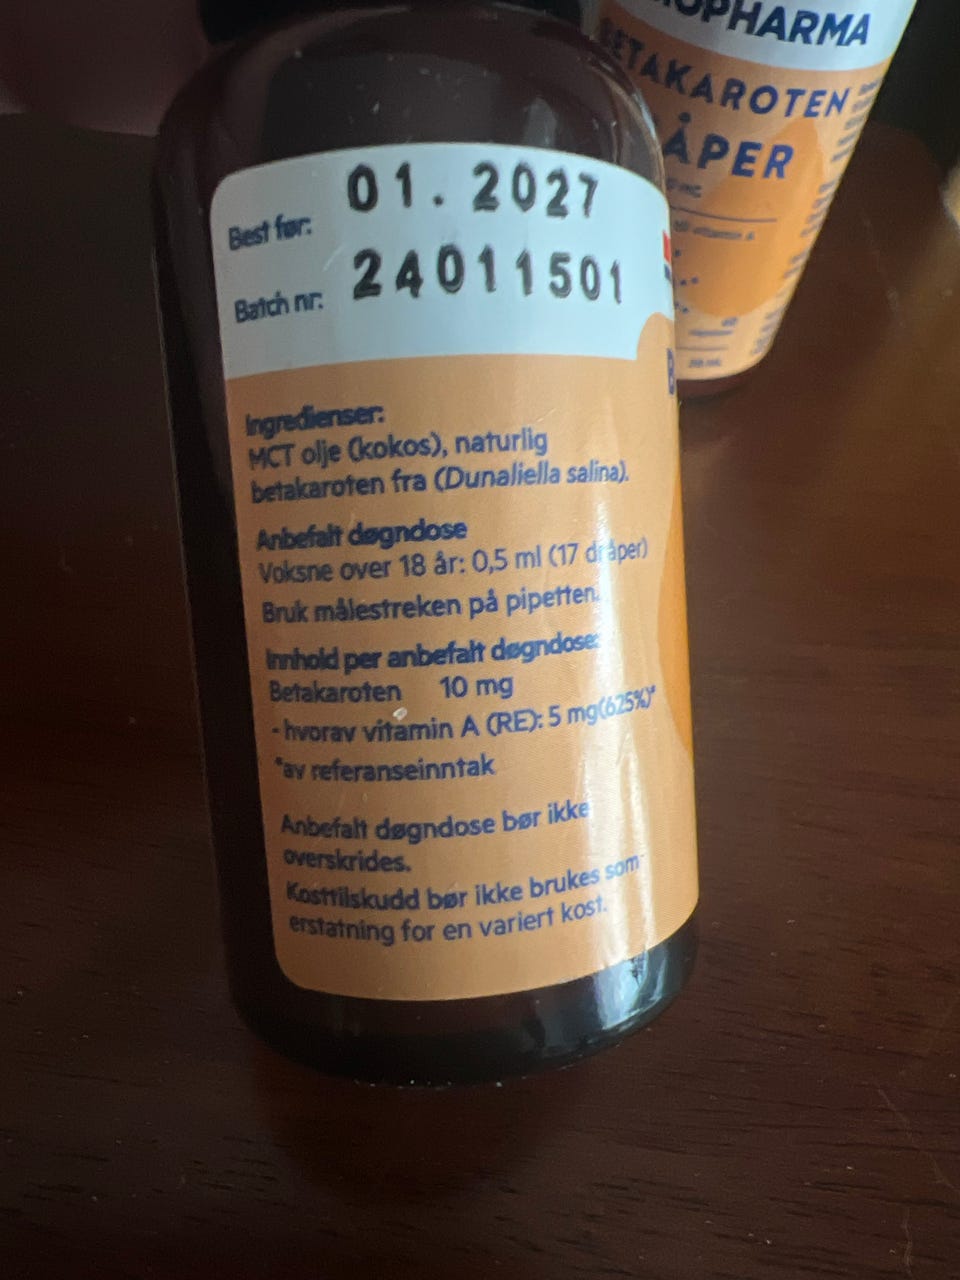 BETAKAROTEN
ÅPER
til vitamin A
Best før: 01.2027
Batch nr: 24011501
Ingredienser:
MCT olje (kokos), naturlig
betakaroten fra (Dunaliella salina).
Anbefalt døgndose
Voksne over 18 år: 0,5 ml (17 dråper)
Bruk målestreken på pipetten.
Innhold per anbefalt døgndose:
Betakaroten 10 mg
- hvorav vitamin A (RE): 5 mg(625%)*
*av referanseinntak
Anbefalt døgndose bør ikke
overskrides.
Kosttilskudd bør ikke brukes som
erstatning for en variert kost.